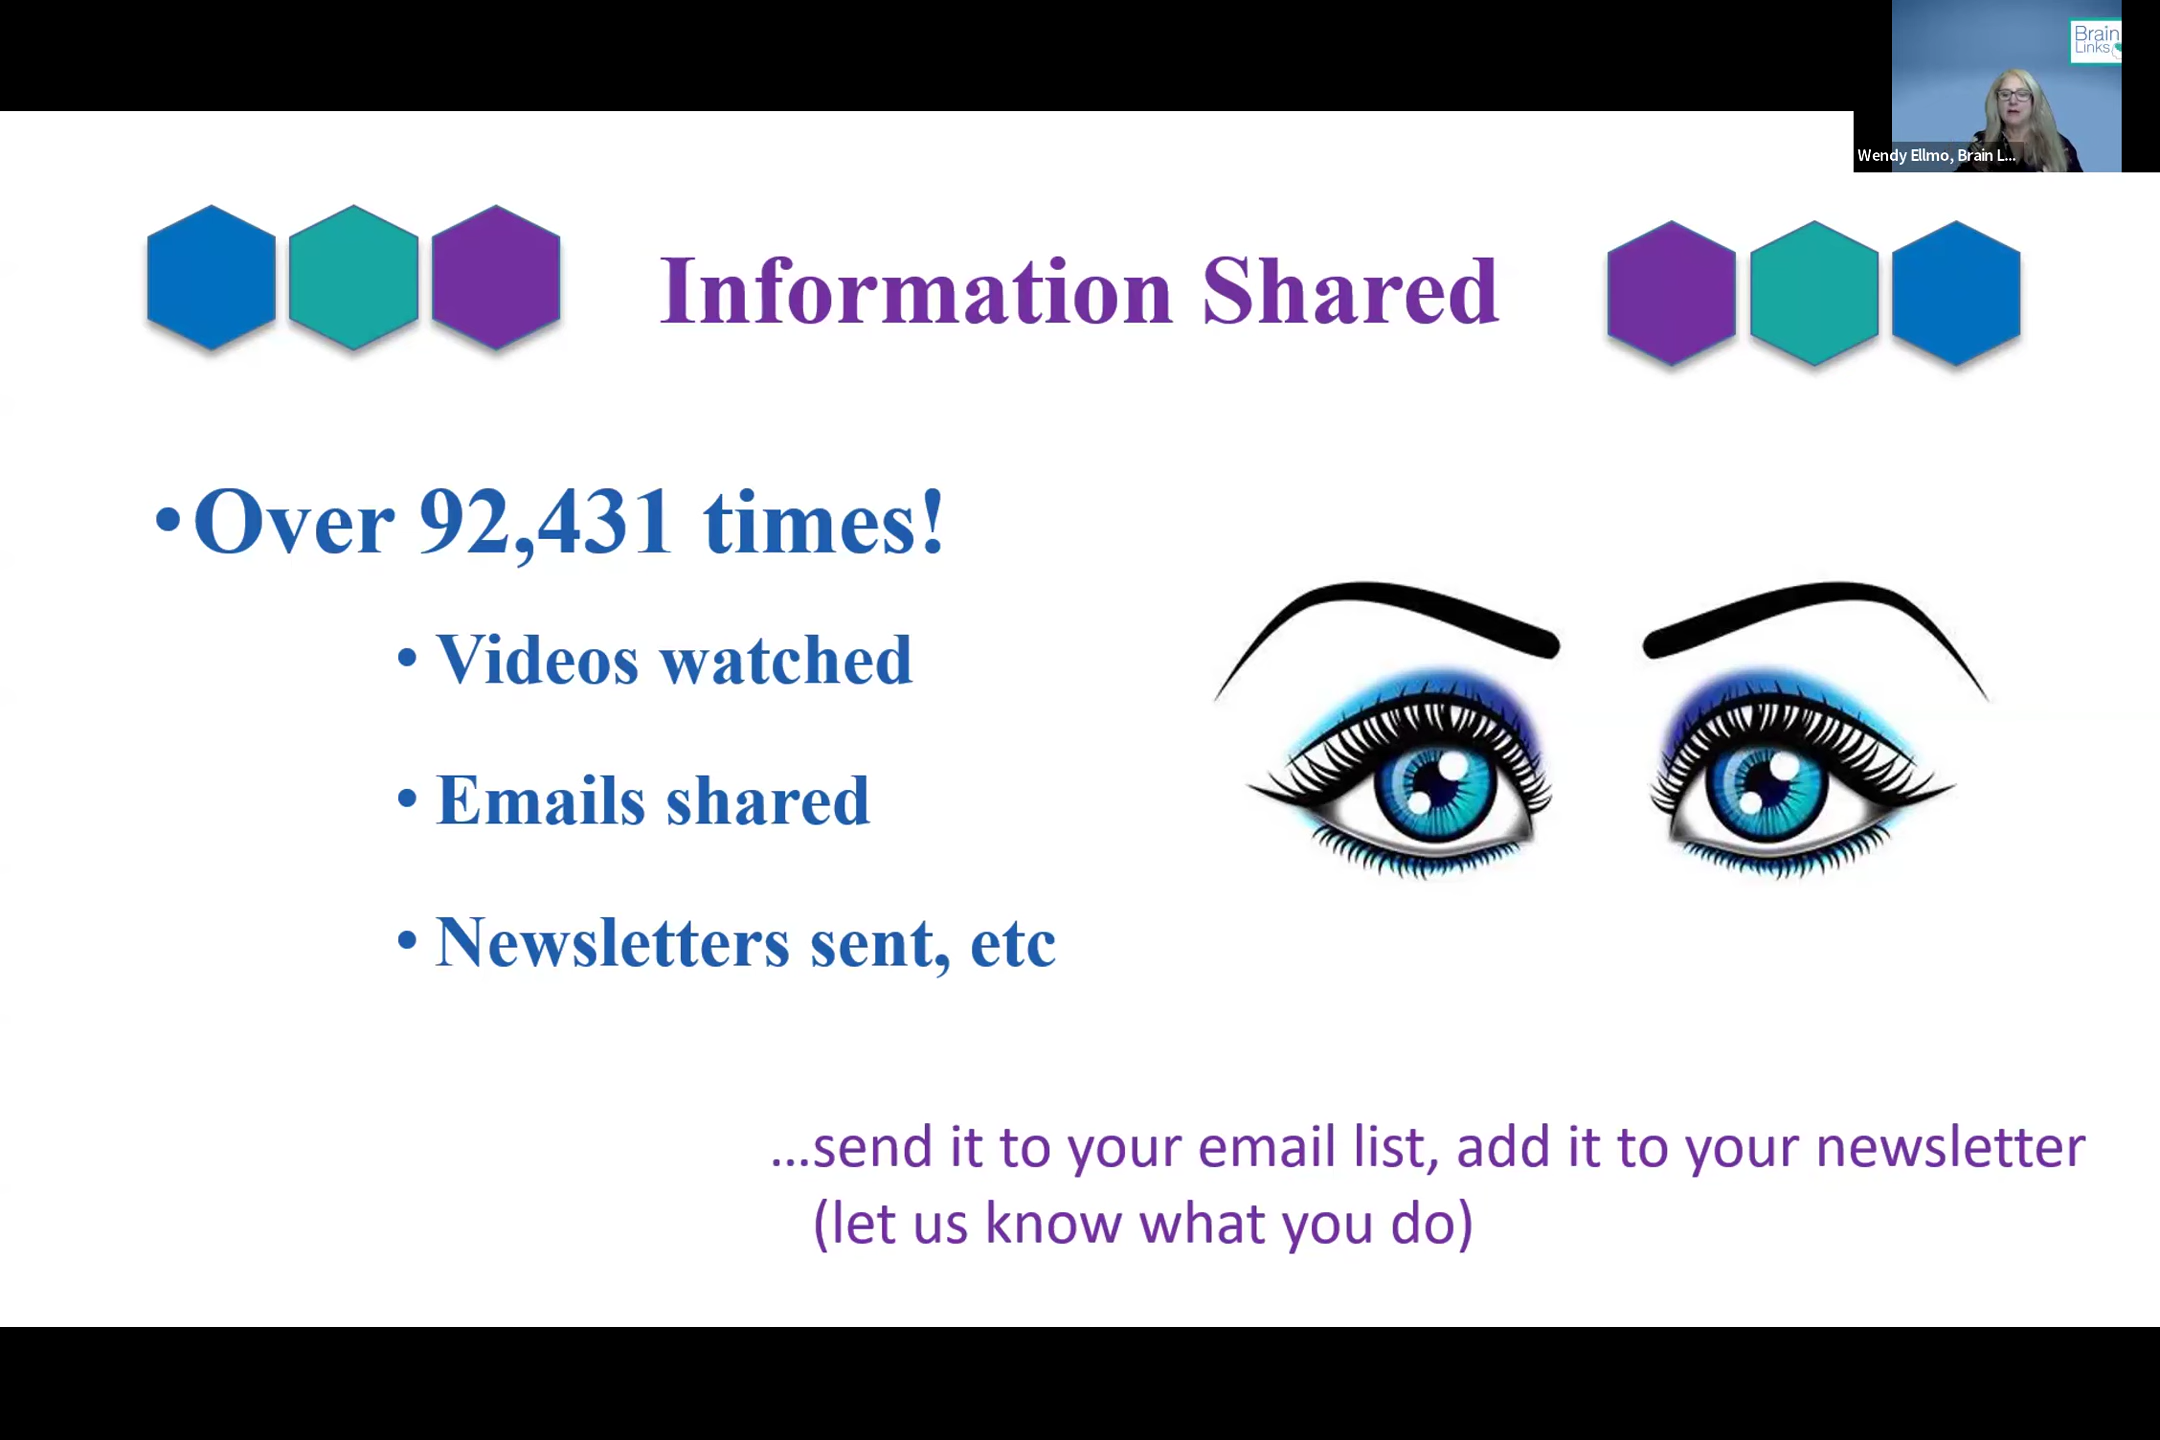 Brain
Links
Wendy Ellmo, Brain L...
Information Shared
•Over 92,431 times!
• Videos watched
• Emails shared
• Newsletters sent, etc
...send it to your email list, add it to your newsletter
(let us know what you do)